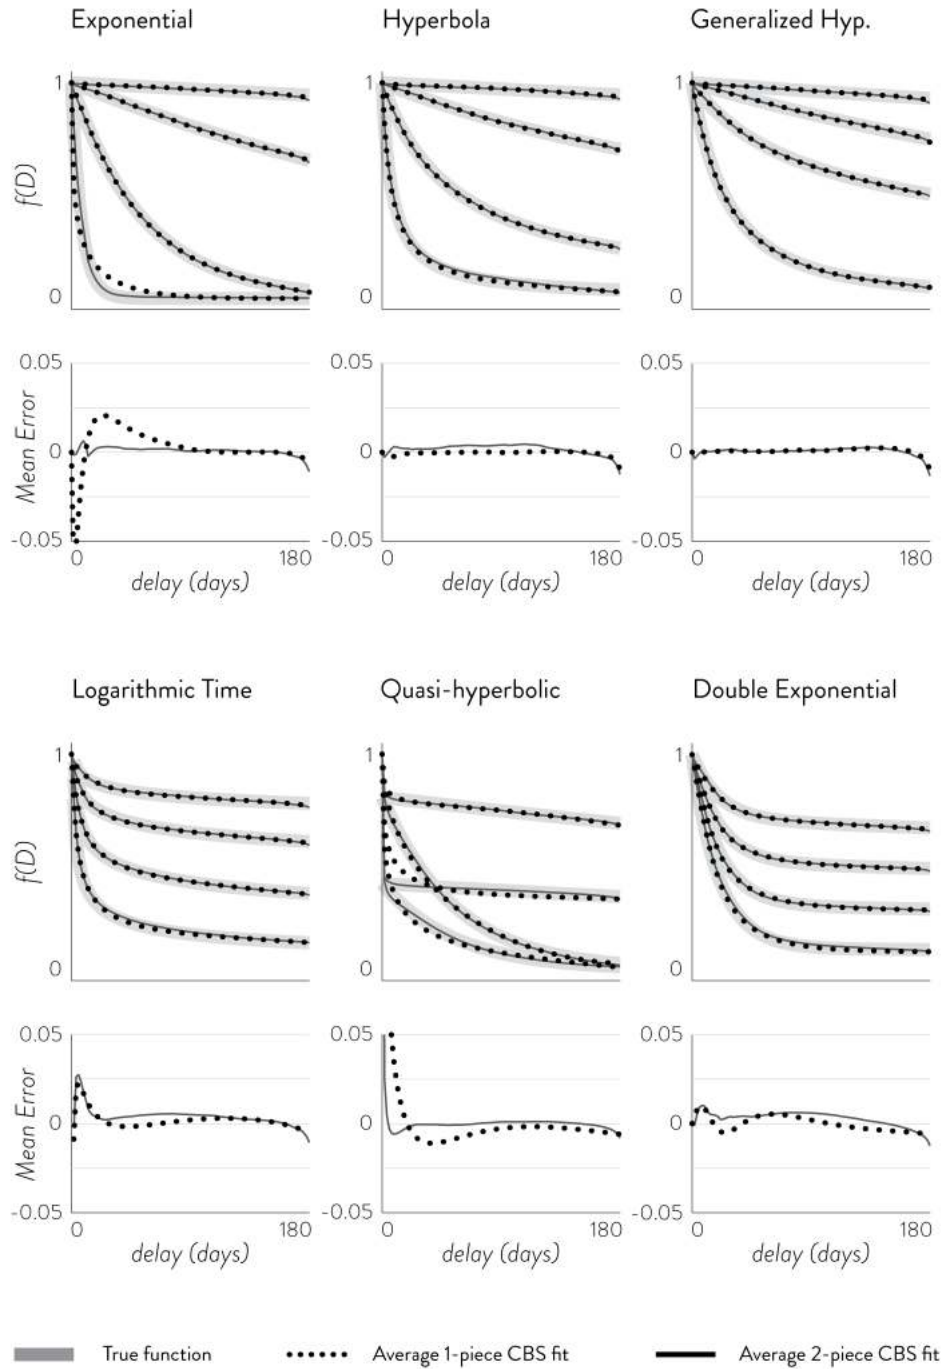 Exponential Hyperbola Generalized Hyp.
1 1 1
f(D)
0 0 0
0.05 0.05 0.05
Mean Error
0 0 0
-0.05 -0.05 -0.05
0 180 0 180 0 180
delay (days) delay (days) delay (days)
Logarithmic Time Quasi-hyperbolic Double Exponential
1 1 1
f(D)
0 0 0
0.05 0.05 0.05
Mean Error
0 0 0
-0.05 -0.05 -0.05
0 180 0 180 0 180
delay (days) delay (days) delay (days)
True function Average 1-piece CBS fit Average 2-piece CBS fit